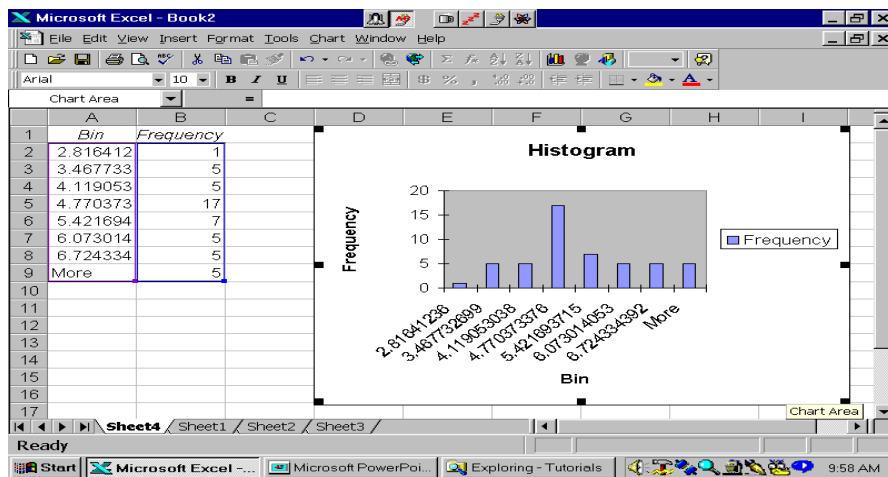 Microsoft Excel - Book2
File Edit View Insert Format Tools Chart Window Help
Arial 10 B I U
Chart Area =
A B C D E F G H I
1 Bin Frequency
2 2.816412 1
3 3.467733 5
4 4.119053 5
5 4.770373 17
6 5.421694 7
7 6.073014 5
8 6.724334 5
9 More 5
10
11
12
13
14
15
16
17
Histogram
Frequency
20
15
10
5
0
Frequency
2.81641236
3.467732699
4.119053038
4.770373376
5.421693715
6.073014053
6.724334392
More
Bin
Chart Area
Sheet4 Sheet1 Sheet2 Sheet3
Ready
Start Microsoft Excel -... Microsoft PowerPoi... Exploring - Tutorials 9:58 AM